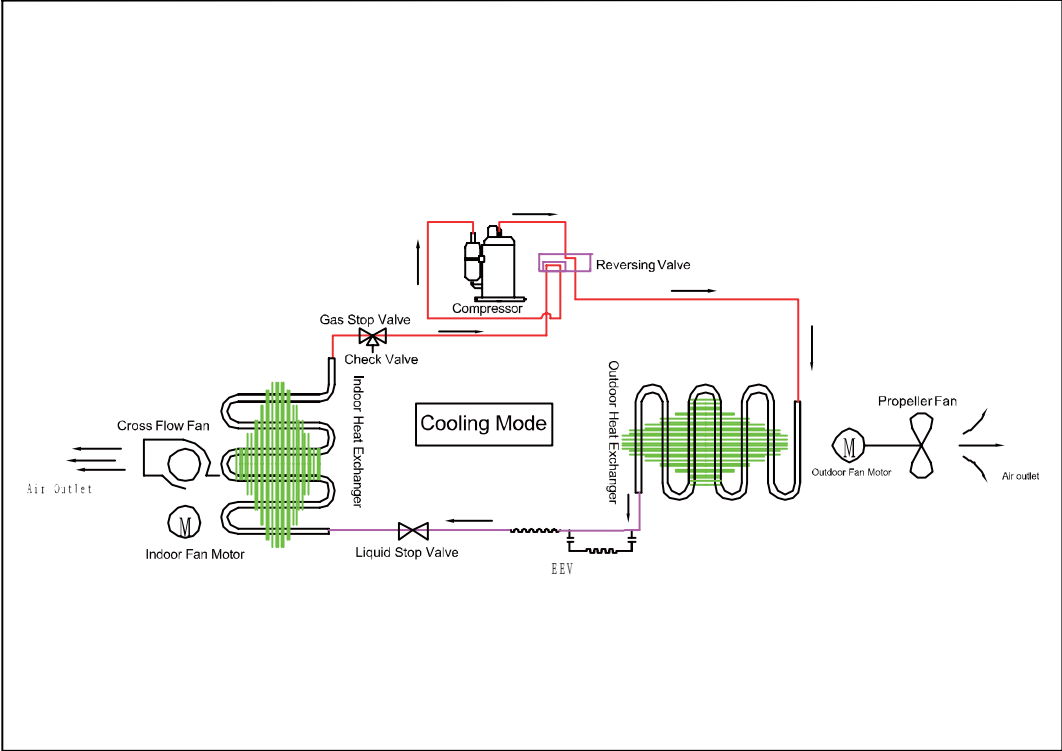 Reversing Valve
Compressor
Gas Stop Valve
Check Valve
Indoor Heat Exchanger
Outdoor Heat Exchanger
Cooling Mode
Propeller Fan
Cross Flow Fan
M
Outdoor Fan Motor
Air outlet
Air Outlet
M
Indoor Fan Motor
Liquid Stop Valve
EEV